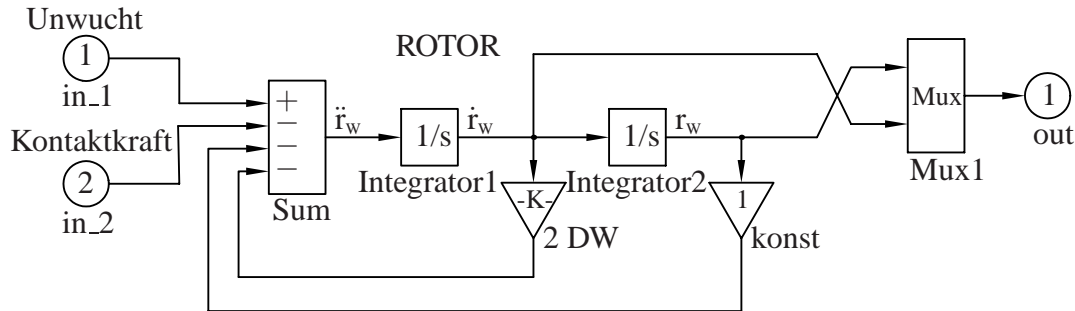 Unwucht
1
in_1
ROTOR
Kontaktkraft
2
in_2
+
−
−
−
Sum
r̈w
1/s
Integrator1
ṙw
1/s
Integrator2
rw
-K-
2 DW
1
konst
Mux
Mux1
1
out